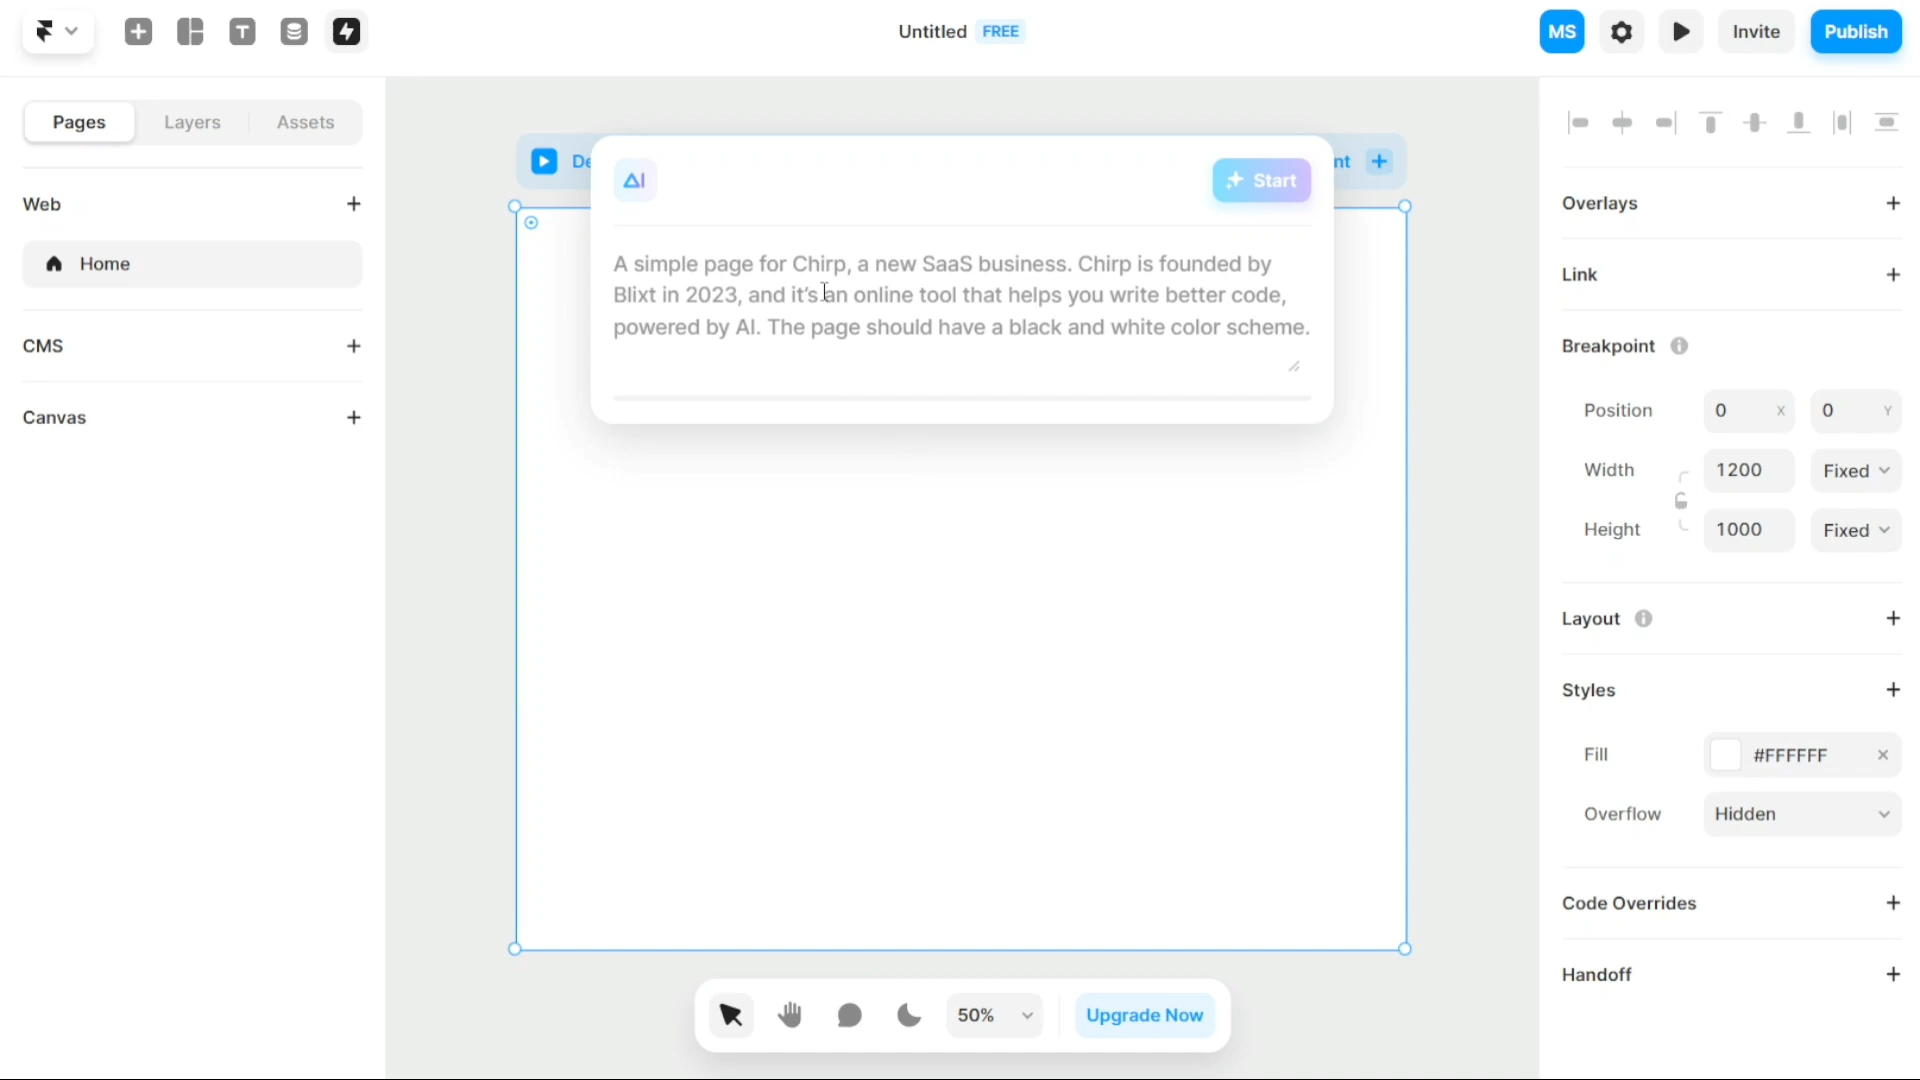 Untitled FREE
MS
Invite
Publish
Pages
Layers
Assets
Web
Home
CMS
Canvas
De
nt
AI
Start
A simple page for Chirp, a new SaaS business. Chirp is founded by
Blixt in 2023, and it's an online tool that helps you write better code,
powered by AI. The page should have a black and white color scheme.
50%
Upgrade Now
Overlays
Link
Breakpoint
Position 0 X 0 Y
Width 1200 Fixed
Height 1000 Fixed
Layout
Styles
Fill #FFFFFF
Overflow Hidden
Code Overrides
Handoff